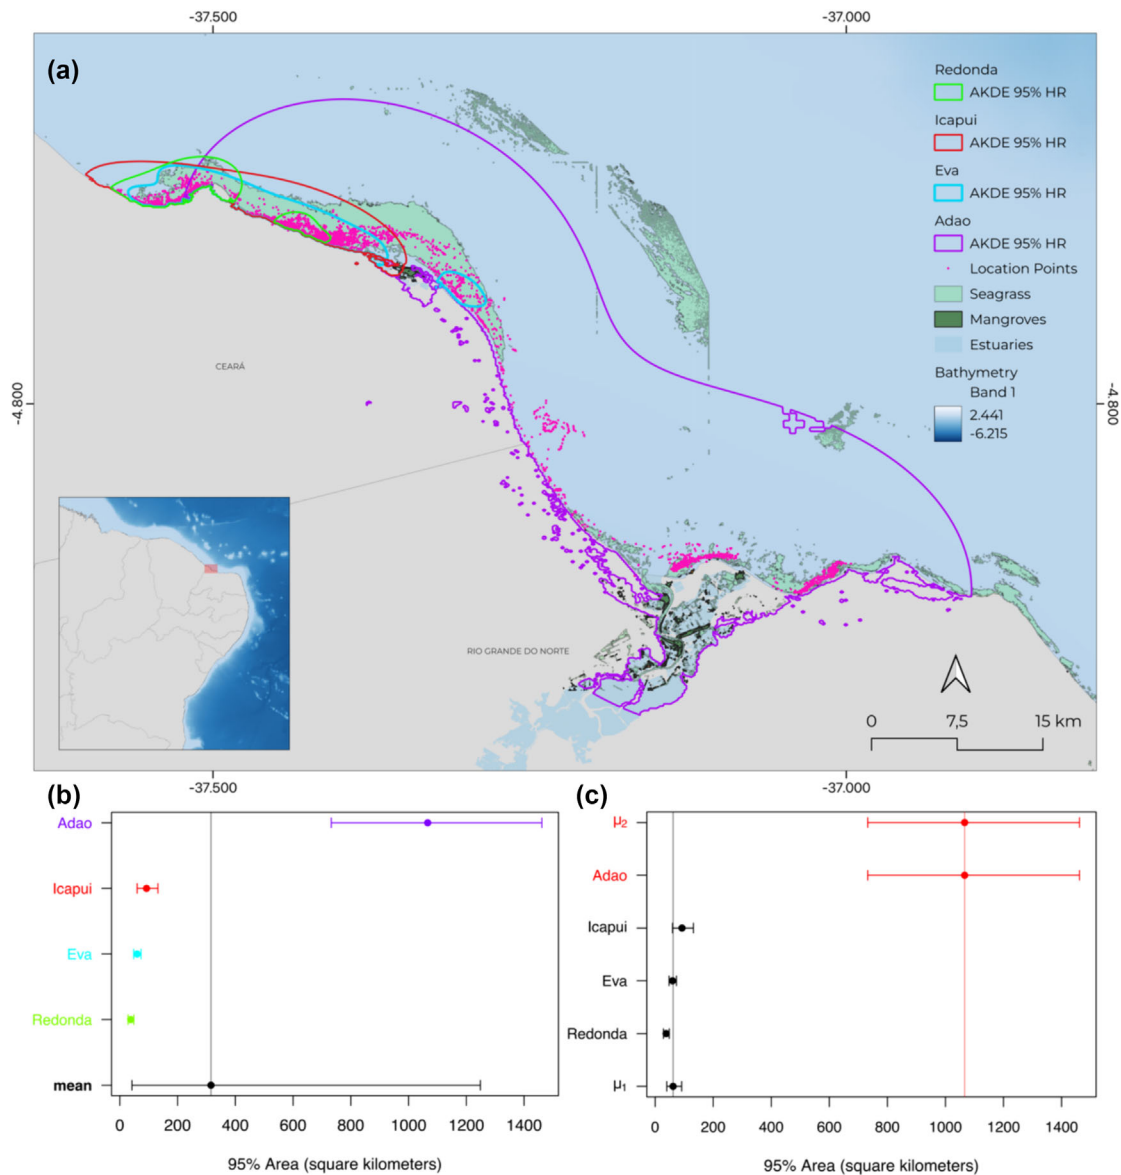 -37.500
-37.000
(a)
Redonda
AKDE 95% HR
Icapui
AKDE 95% HR
Eva
AKDE 95% HR
Adao
AKDE 95% HR
Location Points
Seagrass
Mangroves
Estuaries
Bathymetry
Band 1
2.441
-6.215
CEARÁ
-4.800
-4.800
RIO GRANDE DO NORTE
0
7,5
15 km
-37.500
-37.000
(b)
Adao
Icapui
Eva
Redonda
mean
0 200 400 600 800 1000 1200 1400
95% Area (square kilometers)
(c)
μ2
Adao
Icapui
Eva
Redonda
μ1
0 200 400 600 800 1000 1200 1400
95% Area (square kilometers)